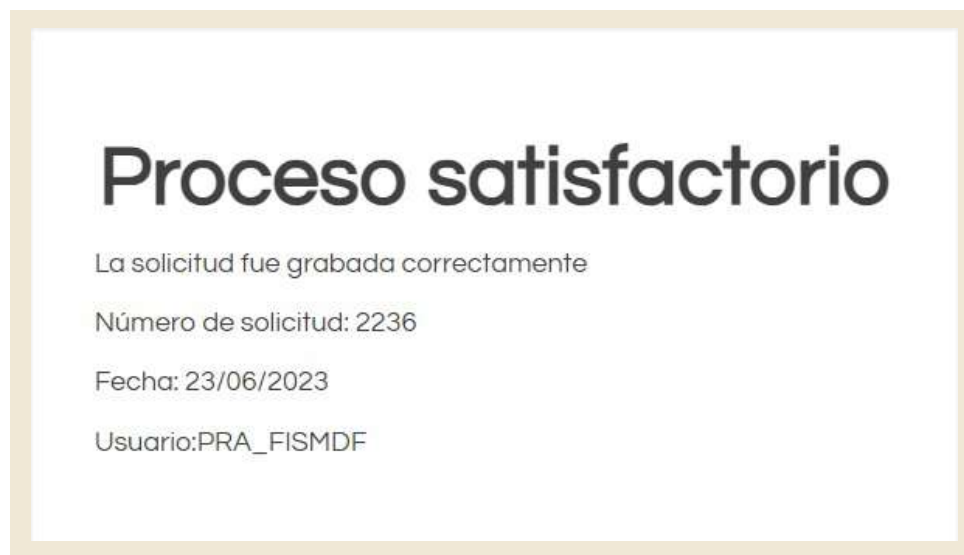 Proceso satisfactorio
La solicitud fue grabada correctamente
Número de solicitud: 2236
Fecha: 23/06/2023
Usuario:PRA_FISMDF